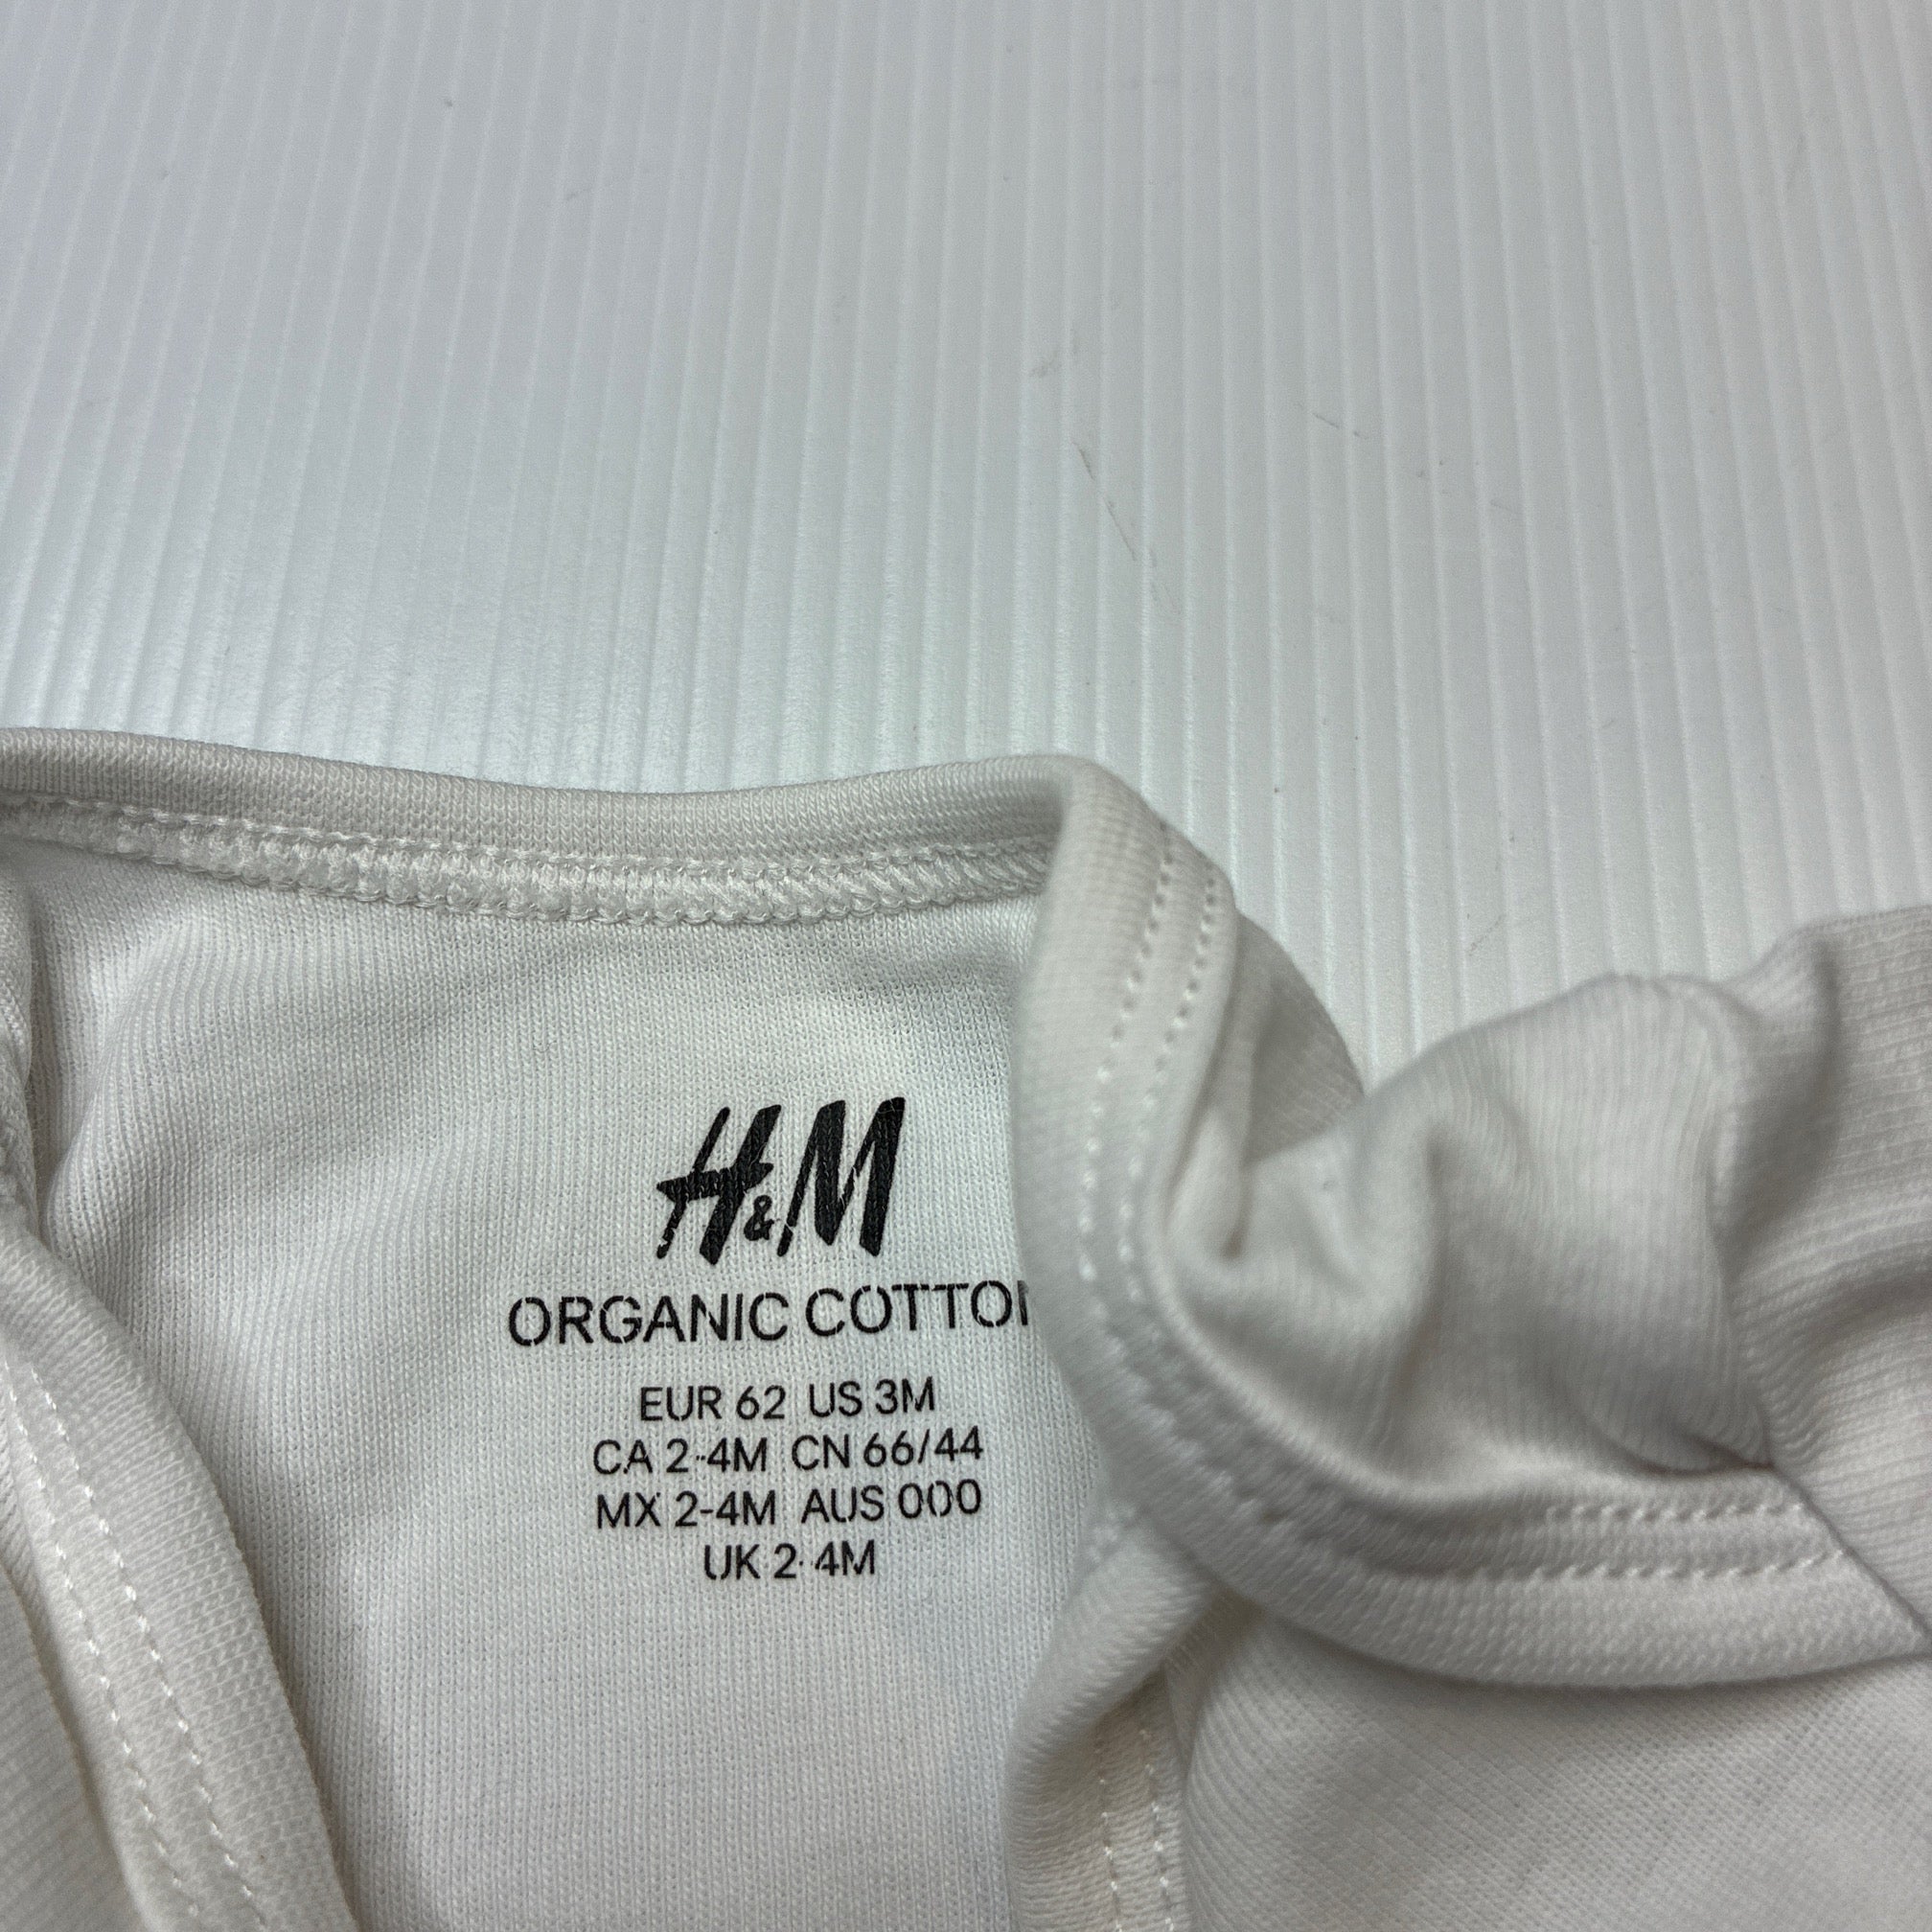 H&M
ORGANIC COTTO
EUR 62 US 3M
CA 2-4M CN 66/44
MX 2-4M AUS 000
UK 2-4M